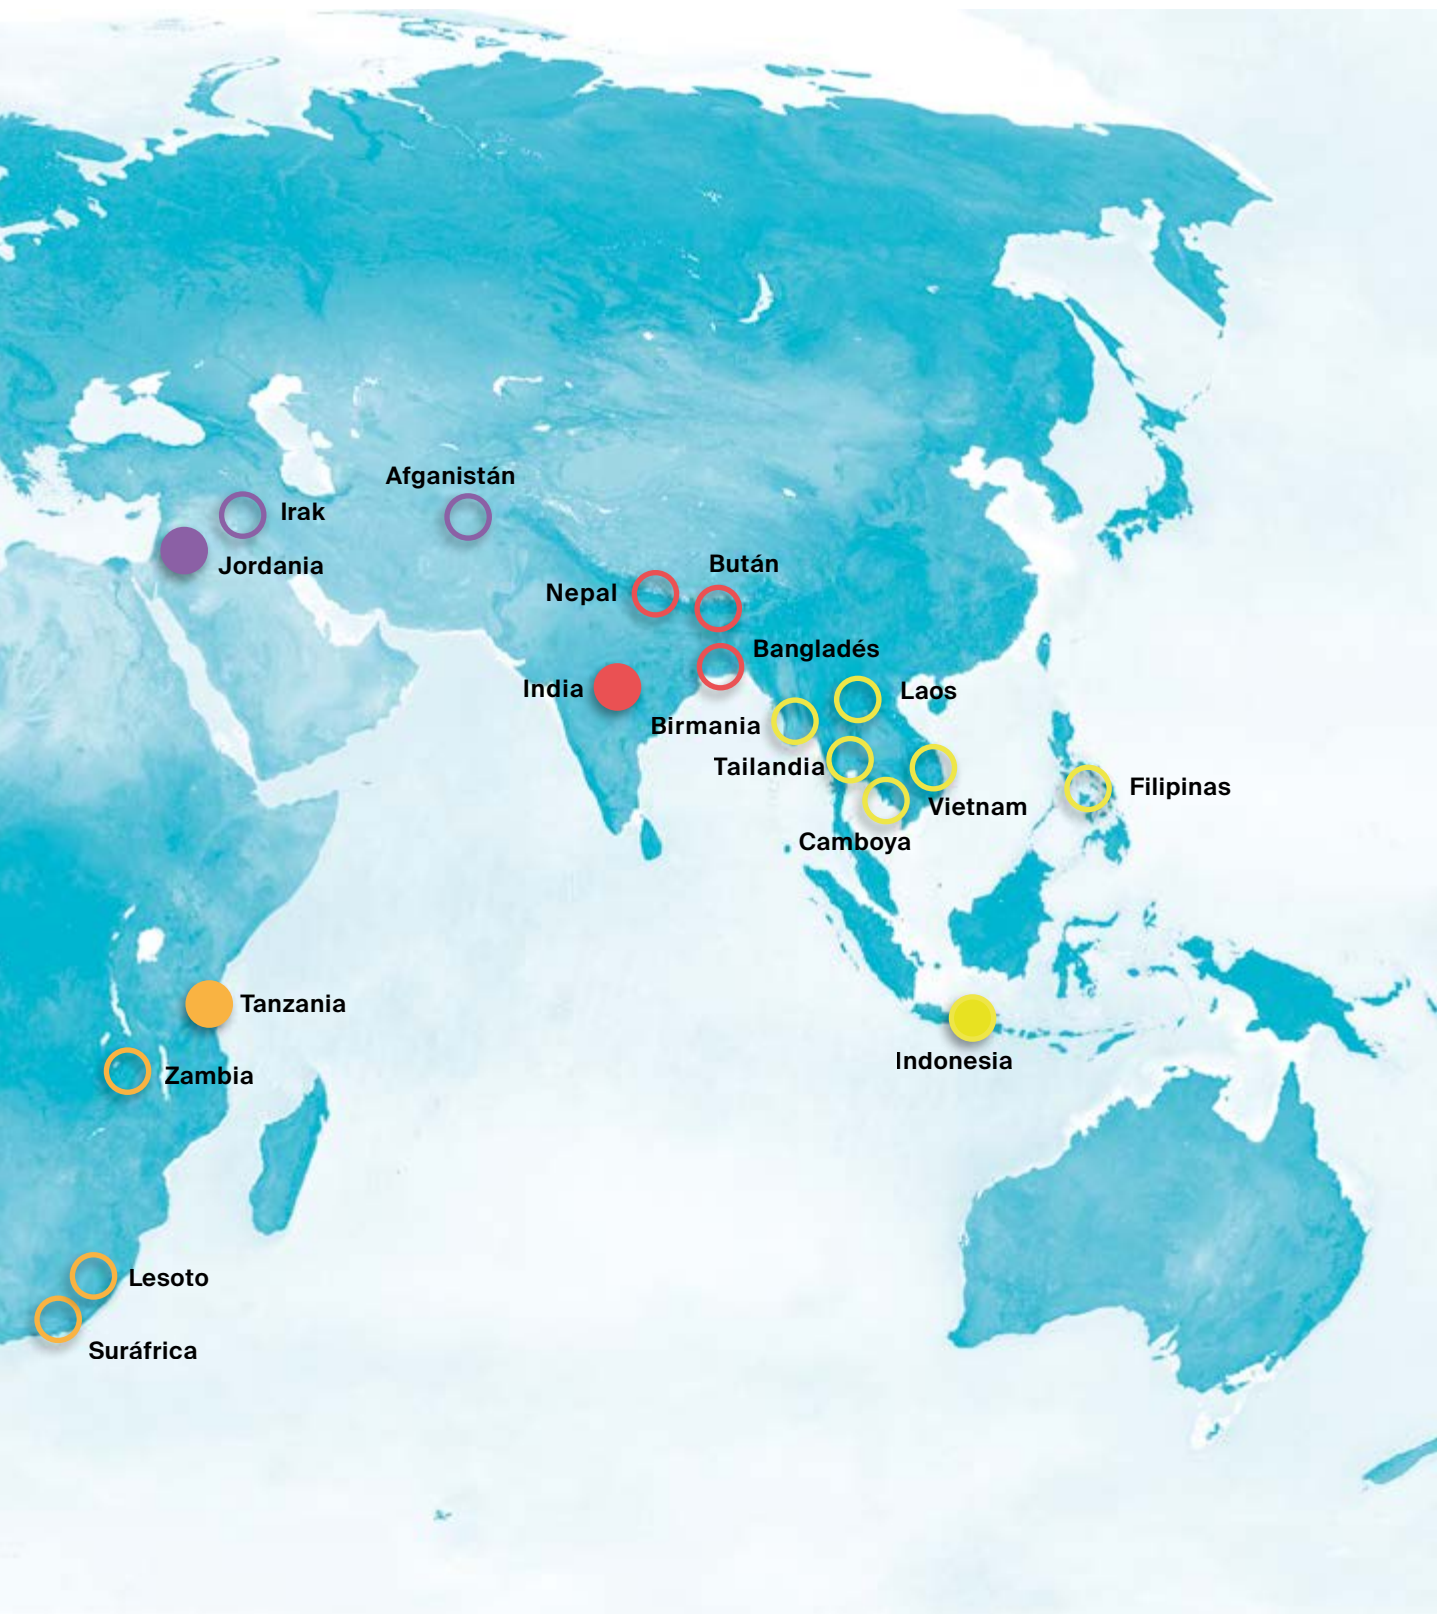 Afganistán
Irak
Jordania
Bután
Nepal
Bangladés
India
Laos
Birmania
Tailandia
Filipinas
Vietnam
Camboya
Tanzania
Indonesia
Zambia
Lesoto
Suráfrica